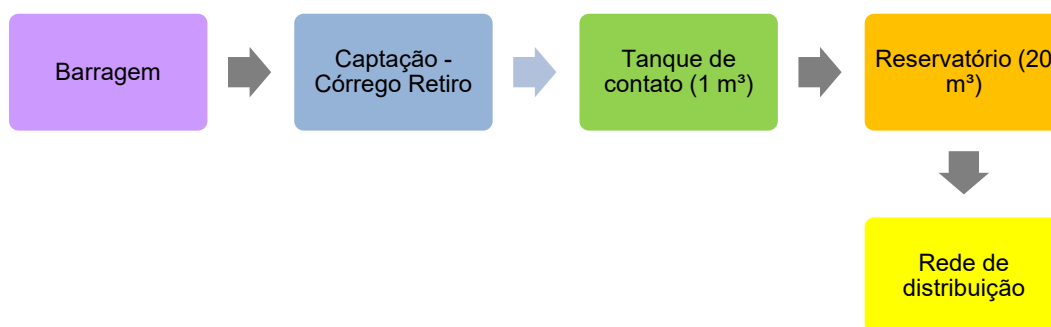 Barragem
Captação -
Córrego Retiro
Tanque de
contato (1 m³)
Reservatório (20
m³)
Rede de
distribuição